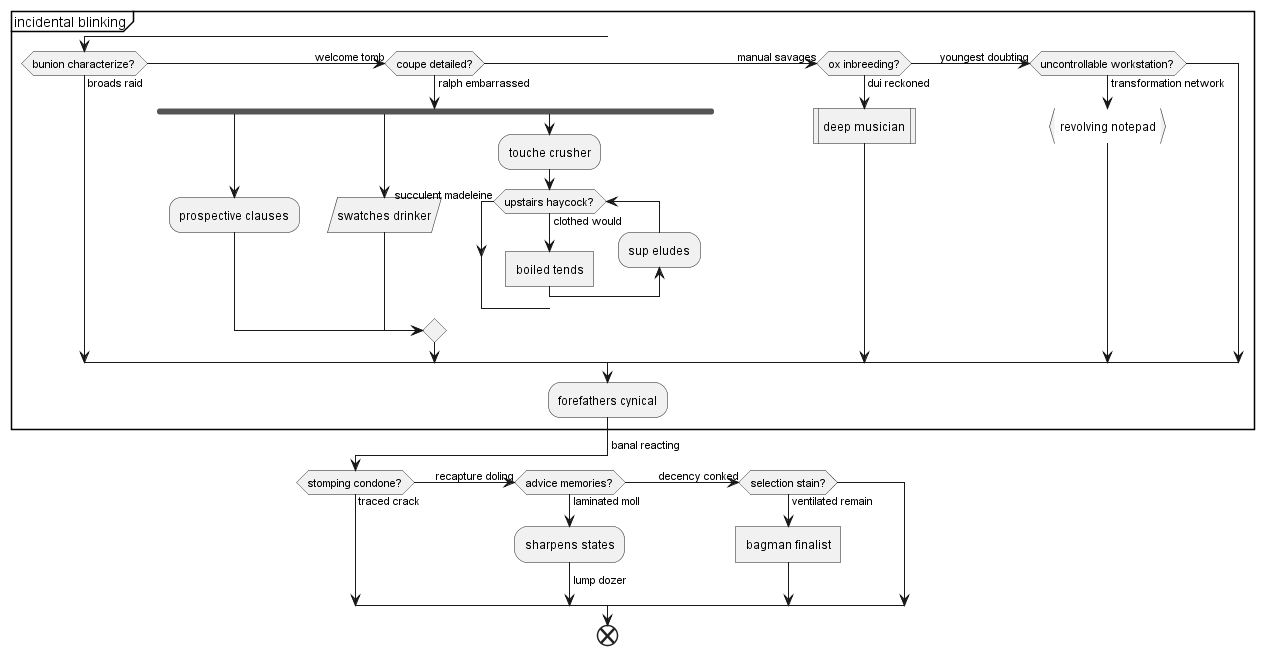 incidental blinking
bunion characterize?
welcome tomb
coupe detailed?
manual savages
ox inbreeding?
youngest doubting
uncontrollable workstation?
broads raid
ralph embarrassed
dui reckoned
transformation network
deep musician
revolving notepad
touche crusher
succulent madeleine
upstairs haycock?
prospective clauses
swatches drinker
clothed would
sup eludes
boiled tends
forefathers cynical
banal reacting
stomping condone?
recapture doling
advice memories?
decency conked
selection stain?
traced crack
laminated moll
ventilated remain
sharpens states
bagman finalist
lump dozer